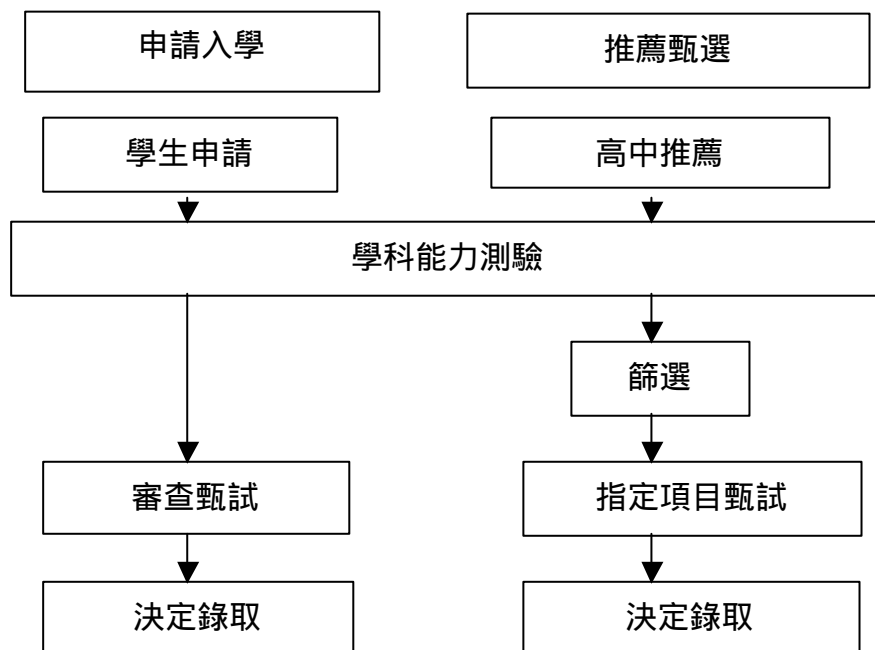 申請入學
推薦甄選
學生申請
高中推薦
學科能力測驗
篩選
審查甄試
指定項目甄試
決定錄取
決定錄取